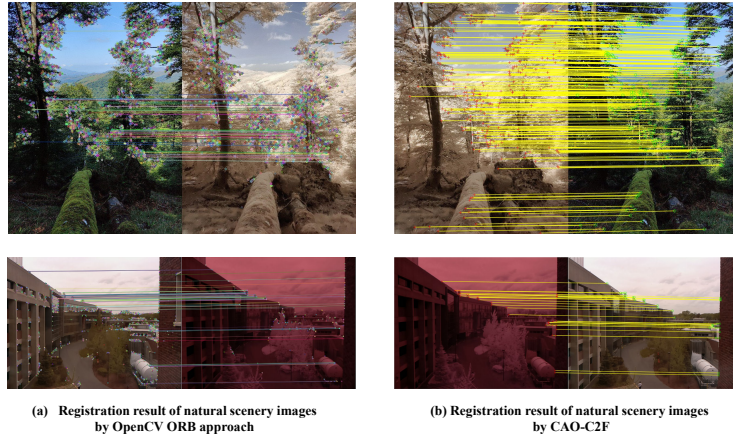 (a) Registration result of natural scenery images
by OpenCV ORB approach
(b) Registration result of natural scenery images
by CAO-C2F